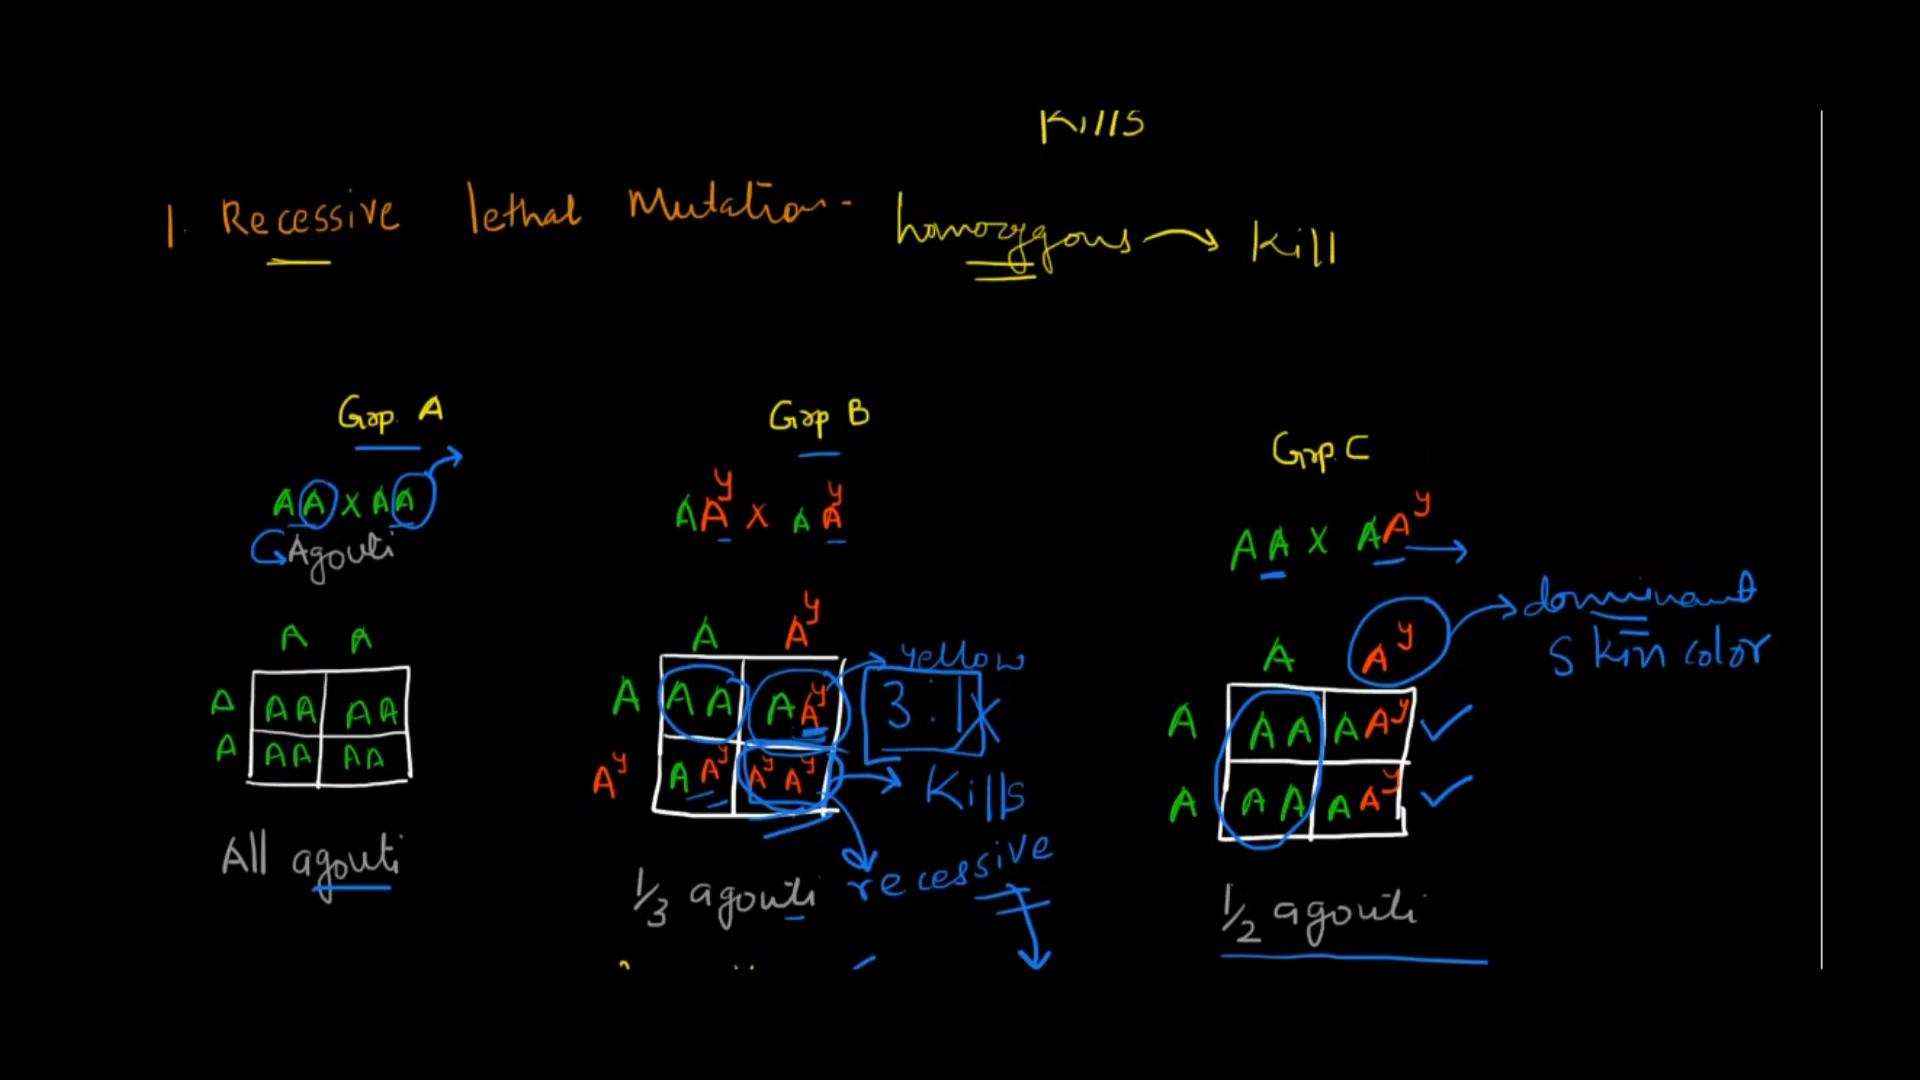 Kills
1. Recessive lethal Mutation - homozygous → Kill
Grp. A
AA X AA
Agouti
A A
A AA AA
A AA AA
All agouti
Grp B
AAʸ X AAʸ
A Aʸ
A AA AAʸ
Aʸ AAʸ AʸAʸ
yellow
3:1
Kills
recessive
1/3 agouti
Grp. C
AA X AAʸ
A Aʸ
dominant
skin color
A AA AAʸ
A AA AAʸ
1/2 agouti